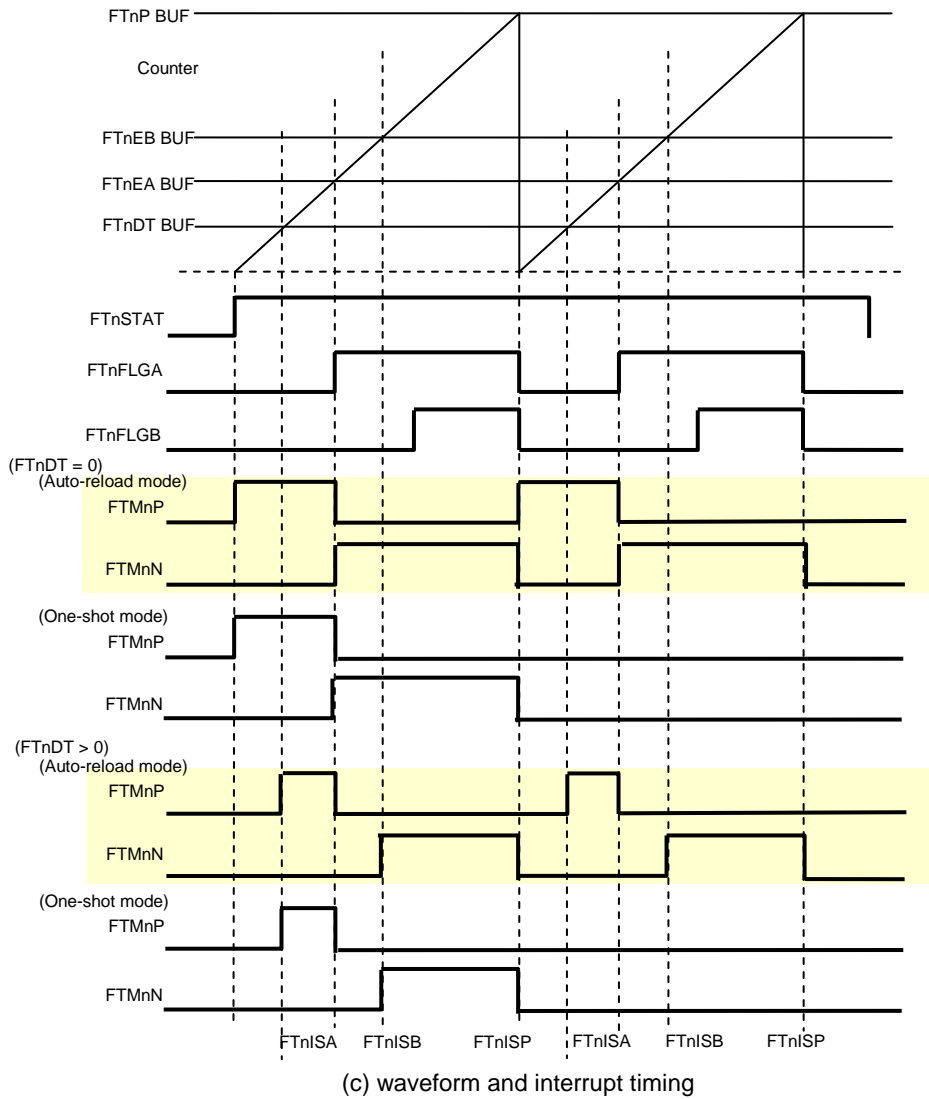 FTnP BUF
Counter
FTnEB BUF
FTnEA BUF
FTnDT BUF
FTnSTAT
FTnFLGA
FTnFLGB
(FTnDT = 0)
(Auto-reload mode)
FTMnP
FTMnN
(One-shot mode)
FTMnP
FTMnN
(FTnDT > 0)
(Auto-reload mode)
FTMnP
FTMnN
(One-shot mode)
FTMnP
FTMnN
FTnISA FTnISB FTnISP FTnISA FTnISB FTnISP
(c) waveform and interrupt timing